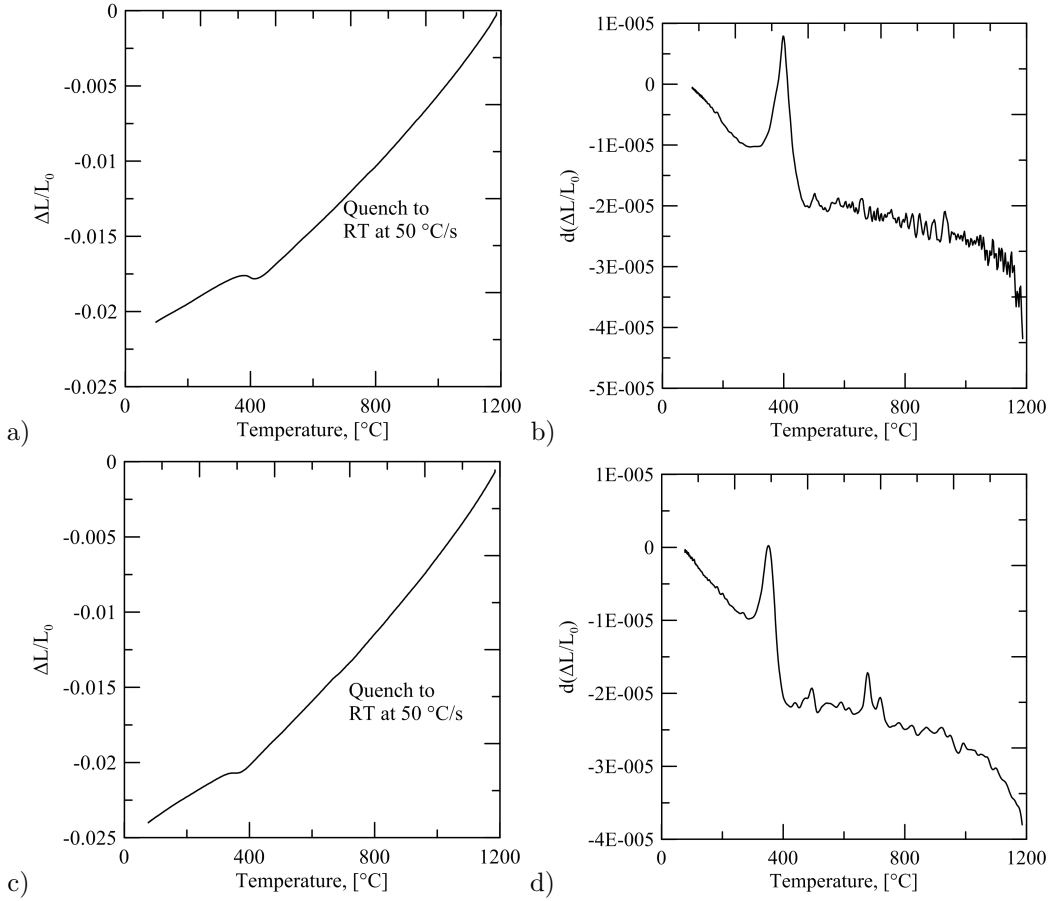 0
-0.005
-0.01
-0.015
-0.02
-0.025
ΔL/L0
Quench to
RT at 50 °C/s
0 400 800 1200
Temperature, [°C]
a)
1E-005
0
-1E-005
-2E-005
-3E-005
-4E-005
-5E-005
d(ΔL/L0)
0 400 800 1200
Temperature, [°C]
b)
0
-0.005
-0.01
-0.015
-0.02
-0.025
ΔL/L0
Quench to
RT at 50 °C/s
0 400 800 1200
Temperature, [°C]
c)
1E-005
0
-1E-005
-2E-005
-3E-005
-4E-005
d(ΔL/L0)
0 400 800 1200
Temperature, [°C]
d)